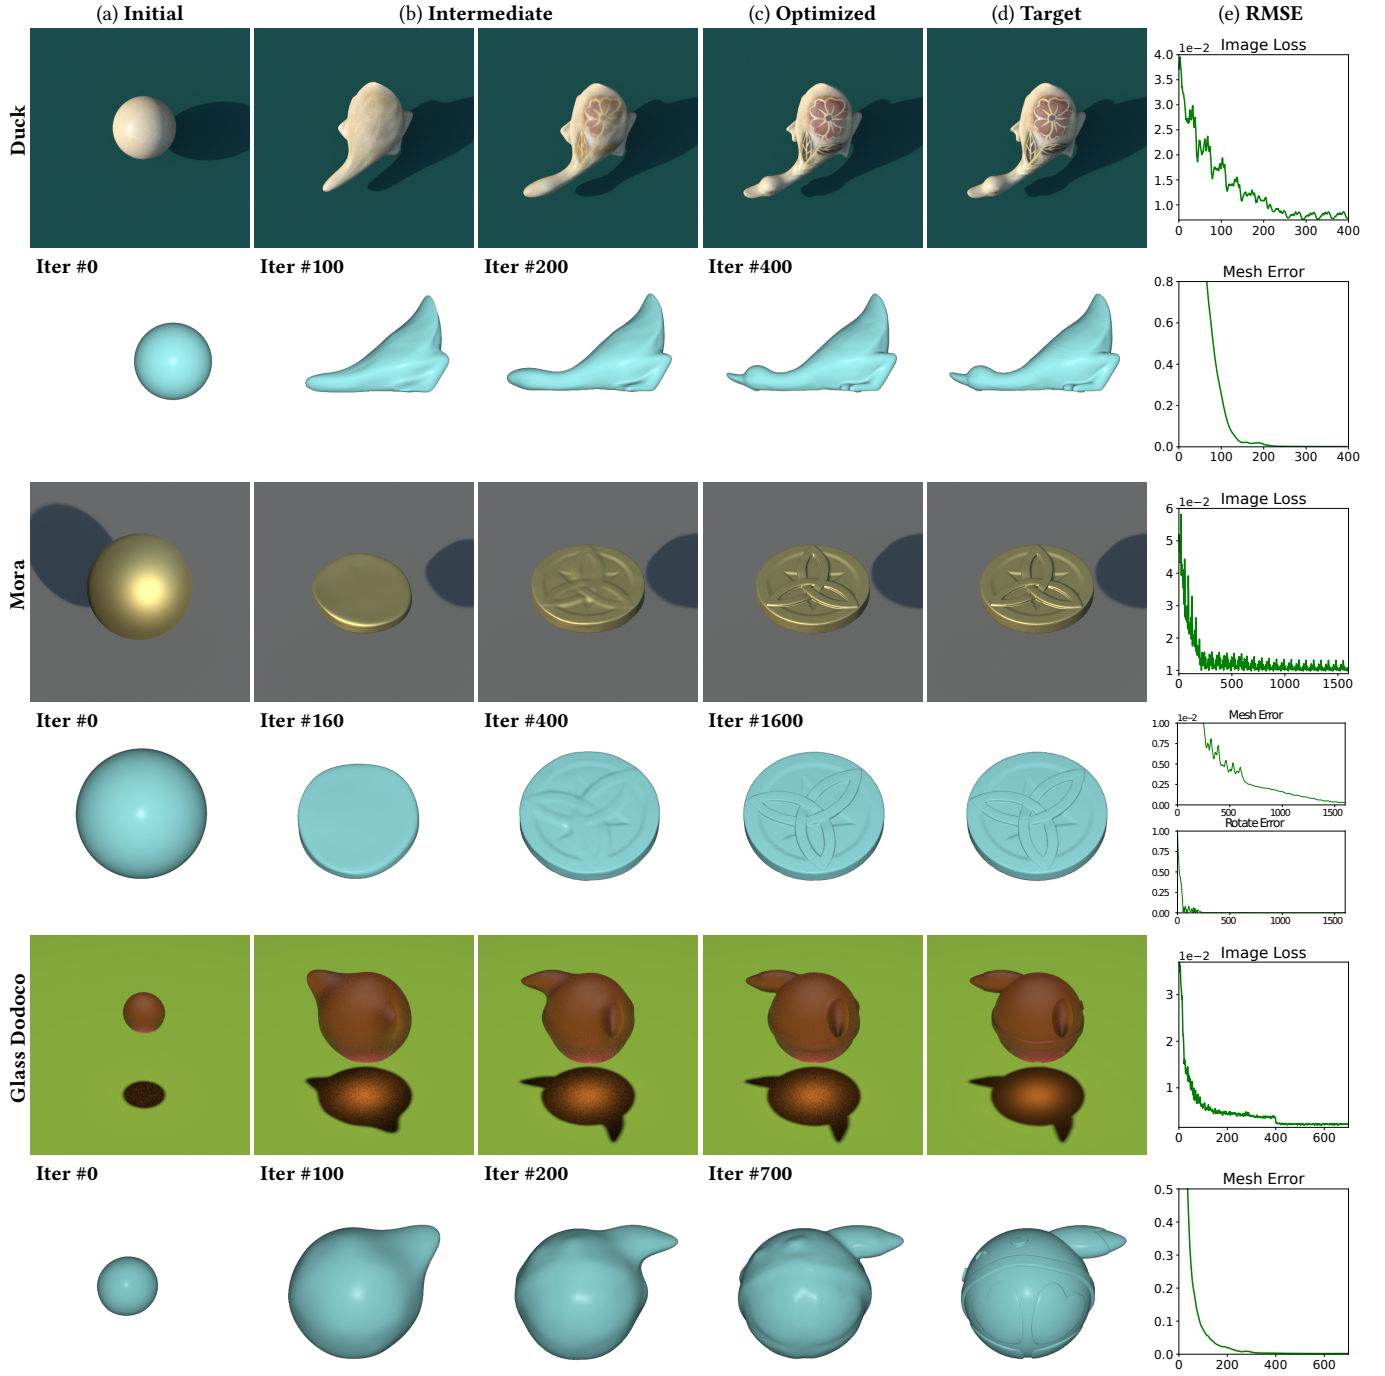 (a) Initial (b) Intermediate (c) Optimized (d) Target (e) RMSE
Duck
1e−2 Image Loss
4.0
3.5
3.0
2.5
2.0
1.5
1.0
0 100 200 300 400
Iter #0 Iter #100 Iter #200 Iter #400
Mesh Error
0.8
0.6
0.4
0.2
0.0
0 100 200 300 400
Mora
1e−2 Image Loss
6
5
4
3
2
1
0 500 1000 1500
Iter #0 Iter #160 Iter #400 Iter #1600
1e−2 Mesh Error
1.00
0.75
0.50
0.25
0.00
0 500 1000 1500
Rotate Error
1.00
0.75
0.50
0.25
0.00
0 500 1000 1500
Glass Dodoco
1e−2 Image Loss
3
2
1
0 200 400 600
Iter #0 Iter #100 Iter #200 Iter #700
Mesh Error
0.5
0.4
0.3
0.2
0.1
0.0
0 200 400 600